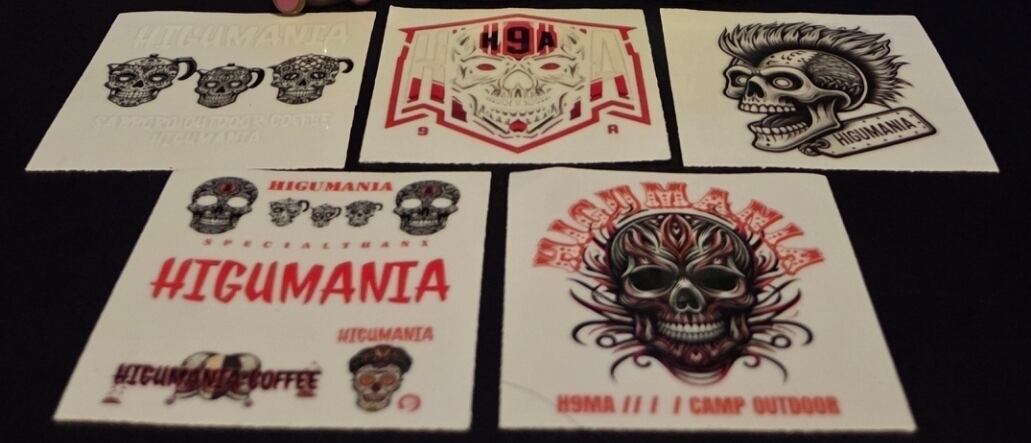 HIGUMANIA
SAPPORO OUTDOOR COFFEE
HIGUMANIA
H9A
H A
9 A
HIGUMANIA
HIGUMANIA
SPECIALTHANX
HIGUMANIA
HIGUMANIA
HIGUMANIA COFFEE
HIGUMANIA
H9MA // / / CAMP OUTDOOR